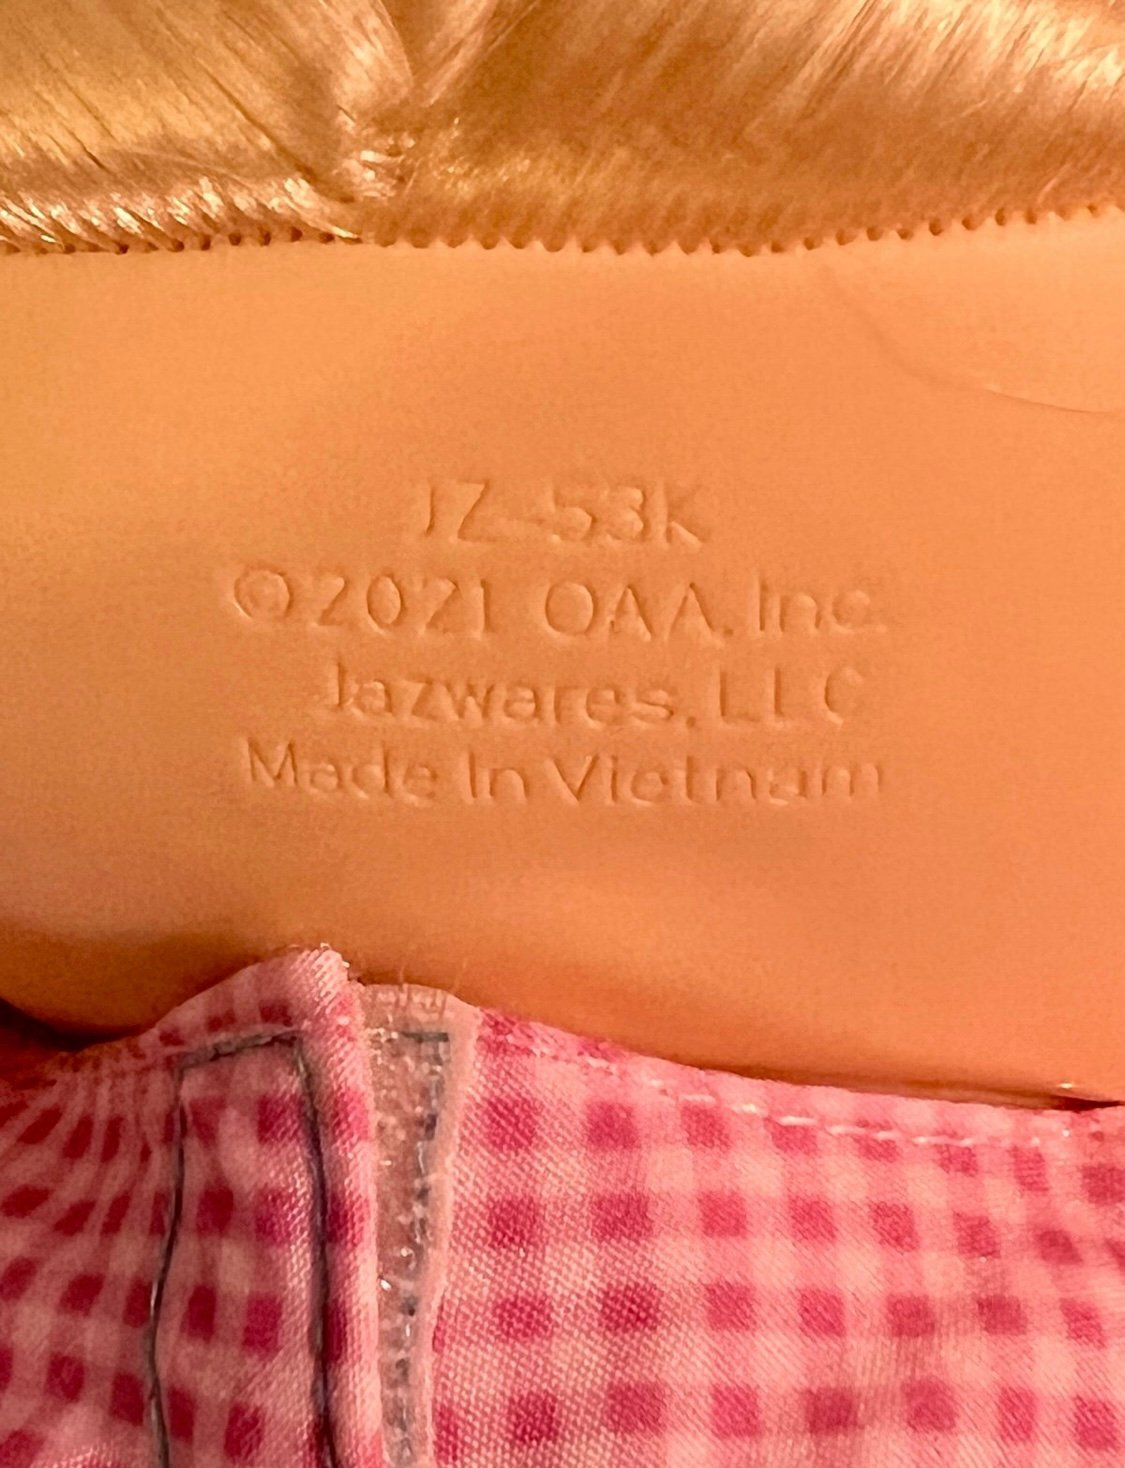 JZ-53K
©2021 OAA, Inc.
Jazwares, LLC
Made In Vietnam